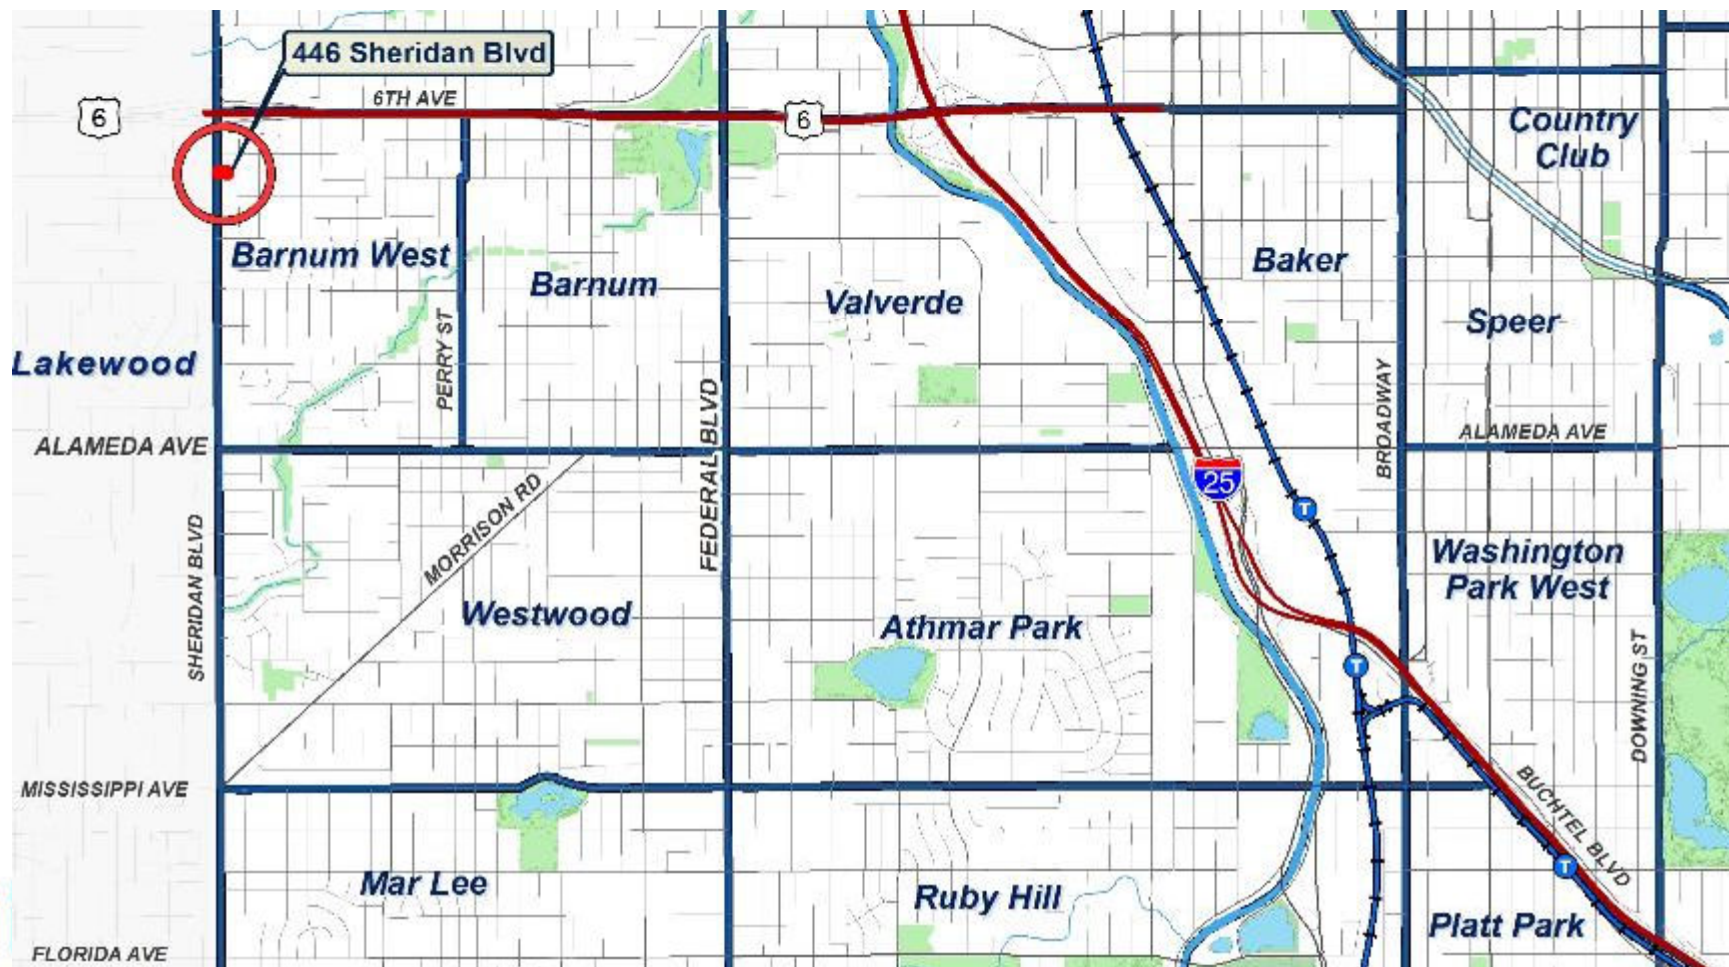 446 Sheridan Blvd
6TH AVE
6
6
Country
Club
Barnum West
Barnum
Valverde
Baker
Speer
Lakewood
PERRY ST
FEDERAL BLVD
BROADWAY
ALAMEDA AVE
ALAMEDA AVE
25
MORRISON RD
SHERIDAN BLVD
T
Washington
Park West
Westwood
Athmar Park
T
DOWNING ST
MISSISSIPPI AVE
BUCHTEL BLVD
T
Mar Lee
Ruby Hill
Platt Park
FLORIDA AVE